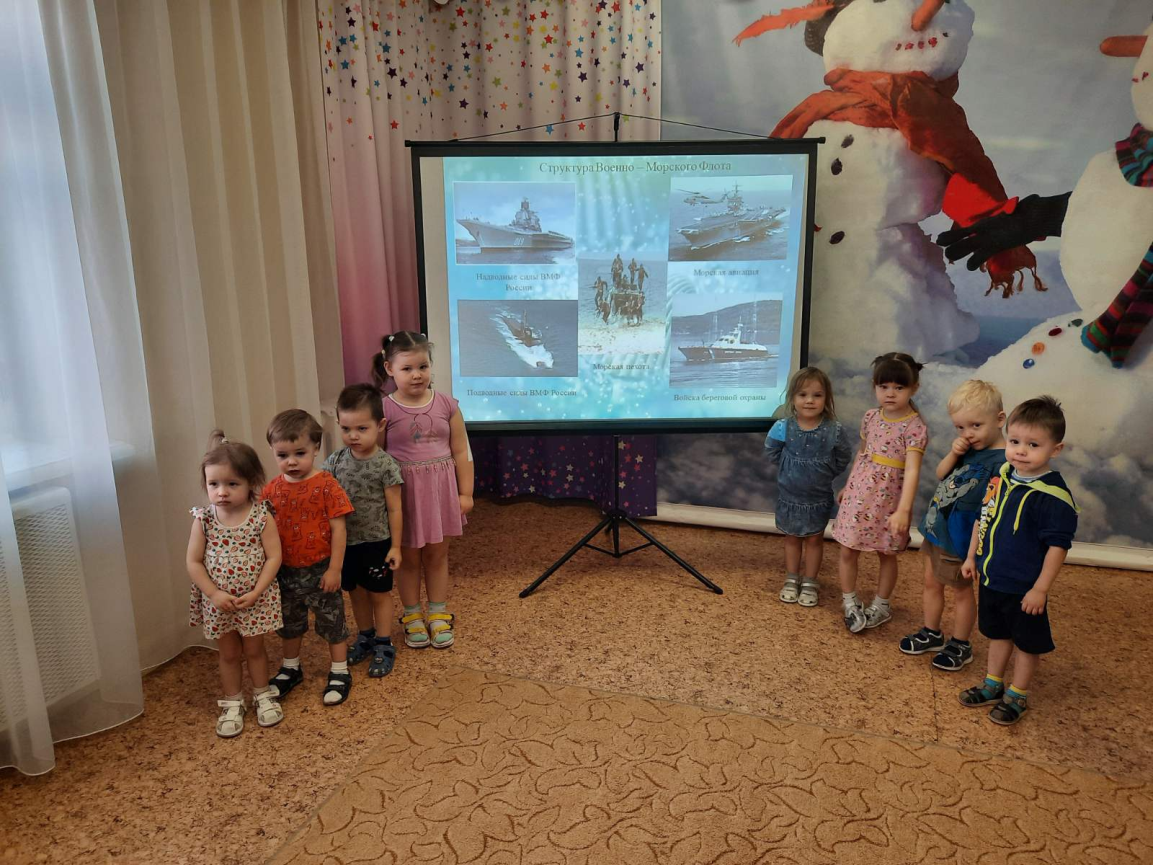 Структура Военно – Морского Флота
Надводные силы ВМФ
России
Морская авиация
Морская пехота
Подводные силы ВМФ России
Войска береговой охраны